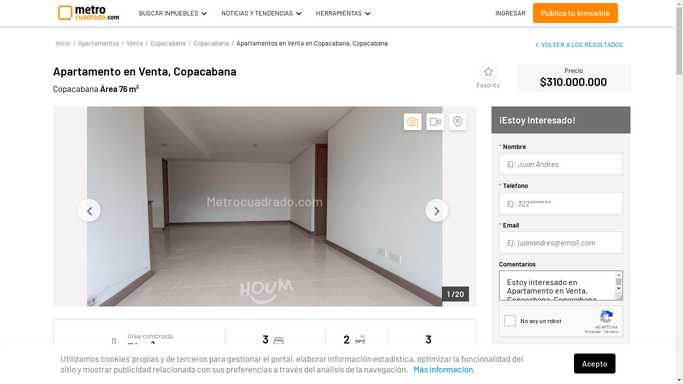 metro
cuadrado.com
BUSCAR INMUEBLES
NOTICIAS Y TENDENCIAS
HERRAMIENTAS
INGRESAR
Publica tu Inmueble
Inicio / Apartamentos / Venta / Copacabana / Copacabana / Apartamentos en Venta en Copacabana, Copacabana
VOLVER A LOS RESULTADOS
Apartamento en Venta, Copacabana
Copacabana Área 76 m²
Favorito
Precio
$310.000.000
Metrocuadrado.com
HOUM
1 / 20
¡Estoy Interesado!
* Nombre
Ej: Juan Andres
* Teléfono
Ej: 322*******
* Email
Ej: juanandres@email.com
Comentarios
Estoy interesado en
Apartamento en Venta,
Copacabana, Copacabana
No soy un robot
reCAPTCHA
Privacidad - Términos
Área construida
3
2
3
Utilizamos 'cookies' propias y de terceros para gestionar el portal, elaborar información estadística, optimizar la funcionalidad del
sitio y mostrar publicidad relacionada con sus preferencias a través del análisis de la navegación. Más información.
Acepto